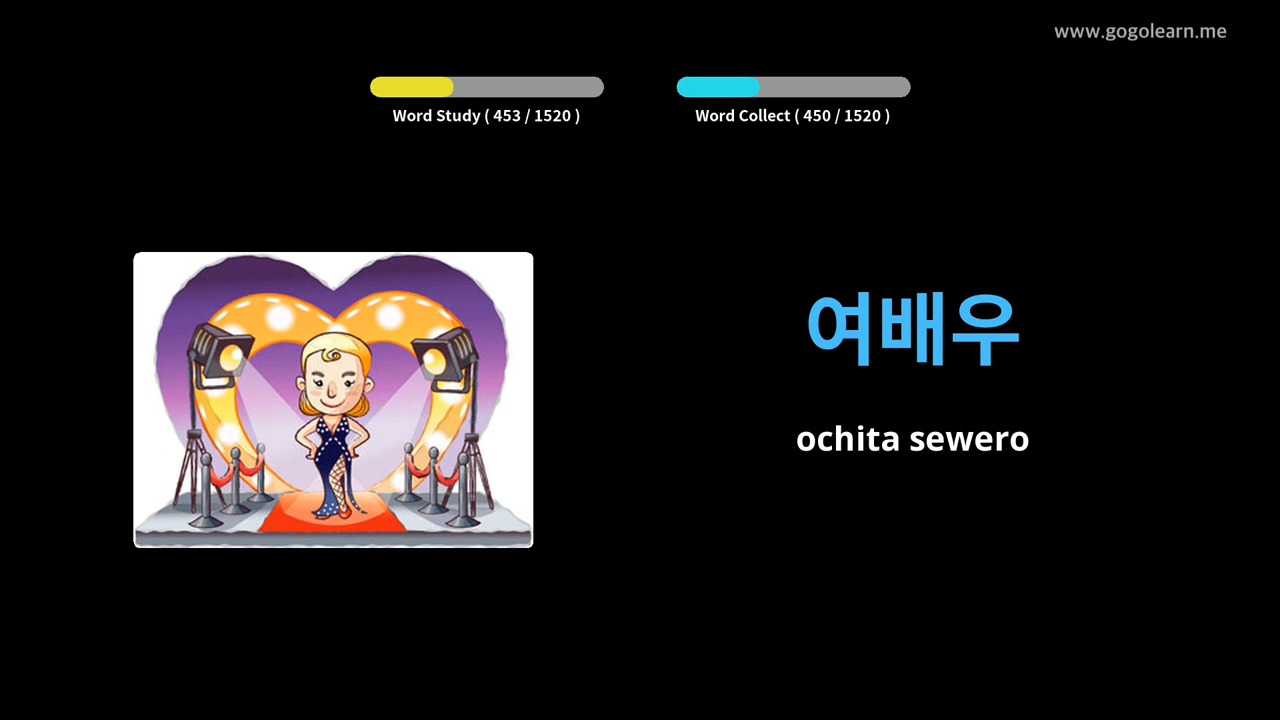 www.gogolearn.me
Word Study ( 453 / 1520 )
Word Collect ( 450 / 1520 )
여배우
ochita sewero